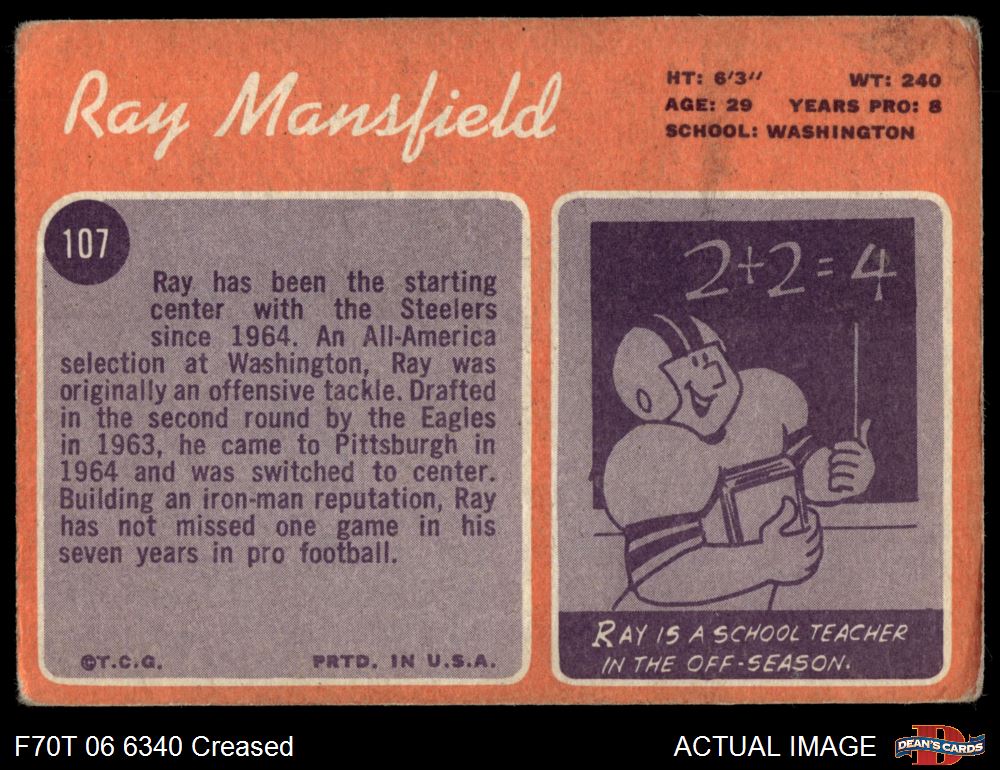 Ray Mansfield
HT: 6'3" WT: 240
AGE: 29 YEARS PRO: 8
SCHOOL: WASHINGTON
107
Ray has been the starting
center with the Steelers
since 1964. An All-America
selection at Washington, Ray was
originally an offensive tackle. Drafted
in the second round by the Eagles
in 1963, he came to Pittsburgh in
1964 and was switched to center.
Building an iron-man reputation, Ray
has not missed one game in his
seven years in pro football.
©T.C.G. PRTD. IN U.S.A.
2+2=4
RAY IS A SCHOOL TEACHER
IN THE OFF-SEASON.
F70T 06 6340 Creased
ACTUAL IMAGE
D
DEAN'S CARDS